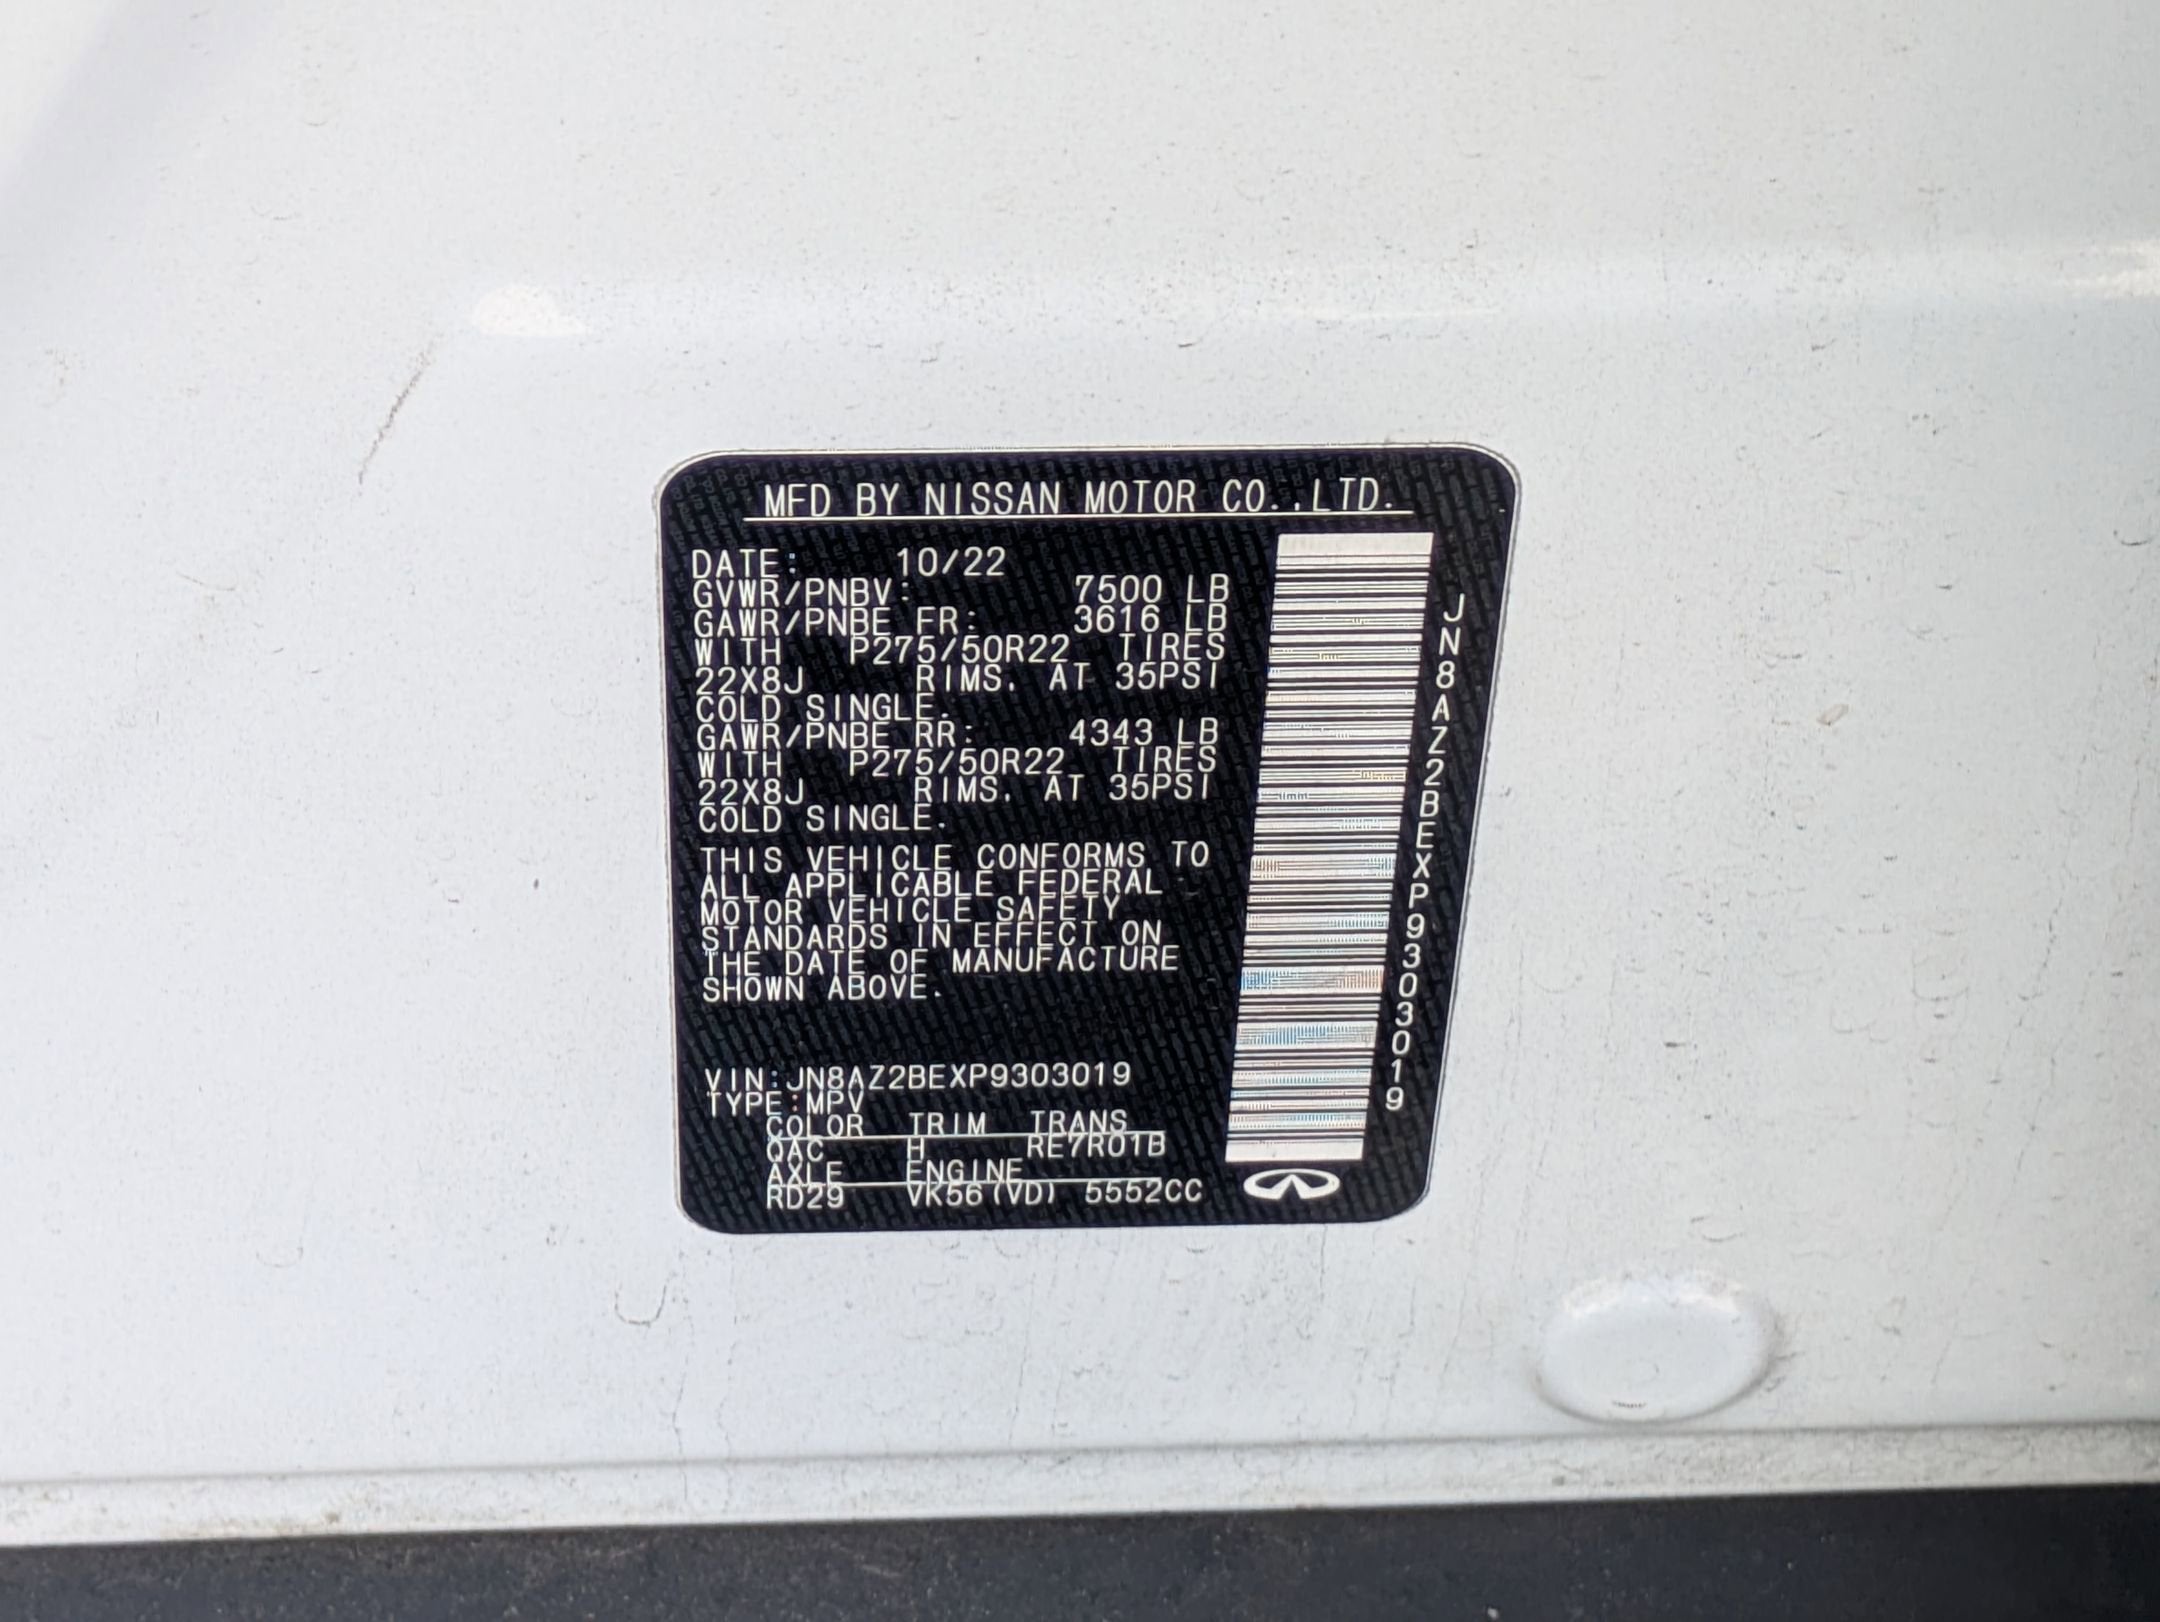 MFD BY NISSAN MOTOR CO.,LTD.
DATE: 10/22
GVWR/PNBV: 7500 LB
GAWR/PNBE FR: 3616 LB
WITH P275/50R22 TIRES
22X8J RIMS. AT 35PSI
COLD SINGLE.
GAWR/PNBE RR: 4343 LB
WITH P275/50R22 TIRES
22X8J RIMS. AT 35PSI
COLD SINGLE.
THIS VEHICLE CONFORMS TO
ALL APPLICABLE FEDERAL
MOTOR VEHICLE SAFETY
STANDARDS IN EFFECT ON
THE DATE OF MANUFACTURE
SHOWN ABOVE.
VIN:JN8AZ2BEXP9303019
TYPE:MPV
COLOR TRIM TRANS
QAC H RE7R01B
AXLE ENGINE
RD29 VK56(VD) 5552CC
JN8AZ2BEXP9303019